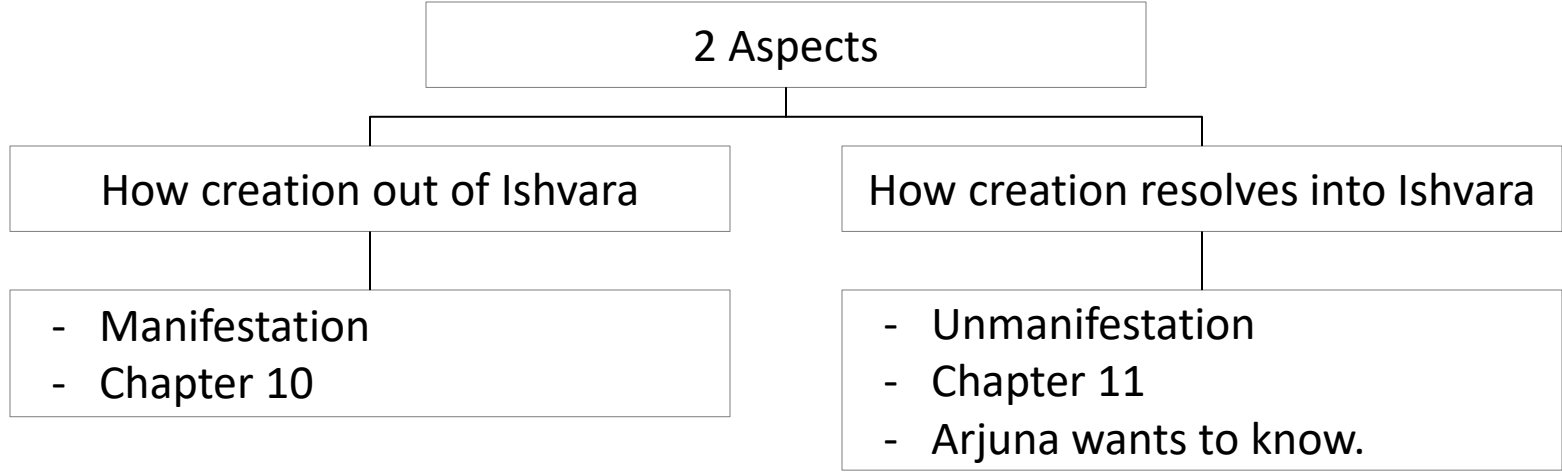 2 Aspects
How creation out of Ishvara
How creation resolves into Ishvara
- Manifestation
- Chapter 10
- Unmanifestation
- Chapter 11
- Arjuna wants to know.